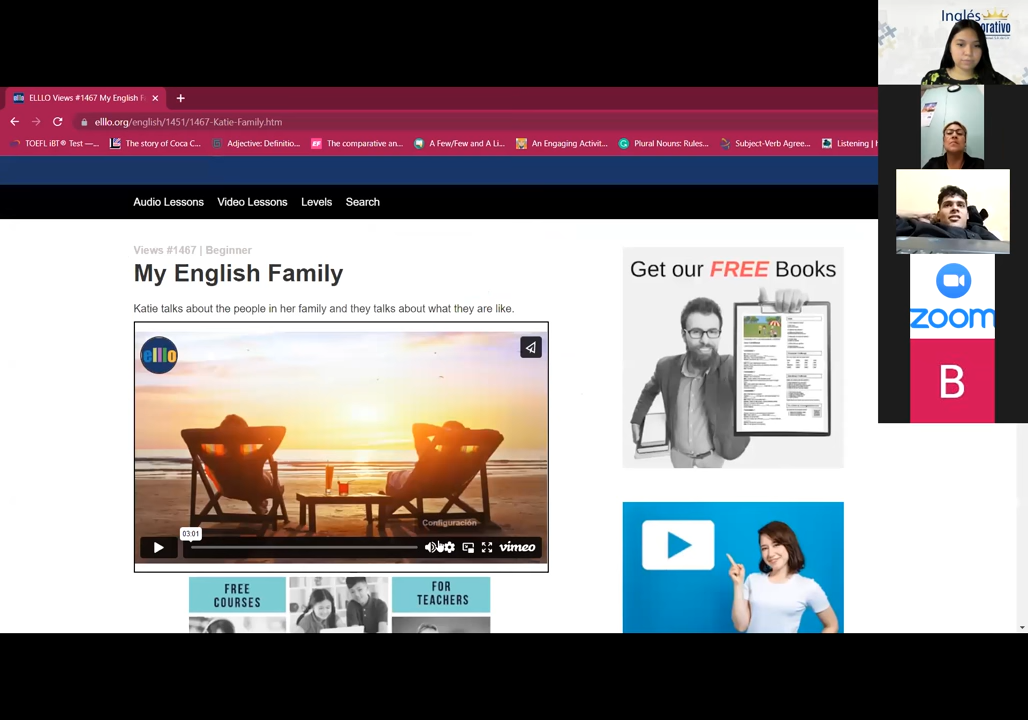 Inglés
orativo
ELLLO Views #1467 My English F
elllo.org/english/1451/1467-Katie-Family.htm
TOEFL iBT® Test —...
The story of Coca C...
Adjective: Definitio...
EF
The comparative an...
A Few/Few and A Li...
An Engaging Activit...
Plural Nouns: Rules...
Subject-Verb Agree...
Listening | H
Audio Lessons
Video Lessons
Levels
Search
Views #1467 | Beginner
My English Family
Katie talks about the people in her family and they talks about what they are like.
elllo
Configuración
03:01
vimeo
FREE
COURSES
FOR
TEACHERS
Get our FREE Books
zoom
B